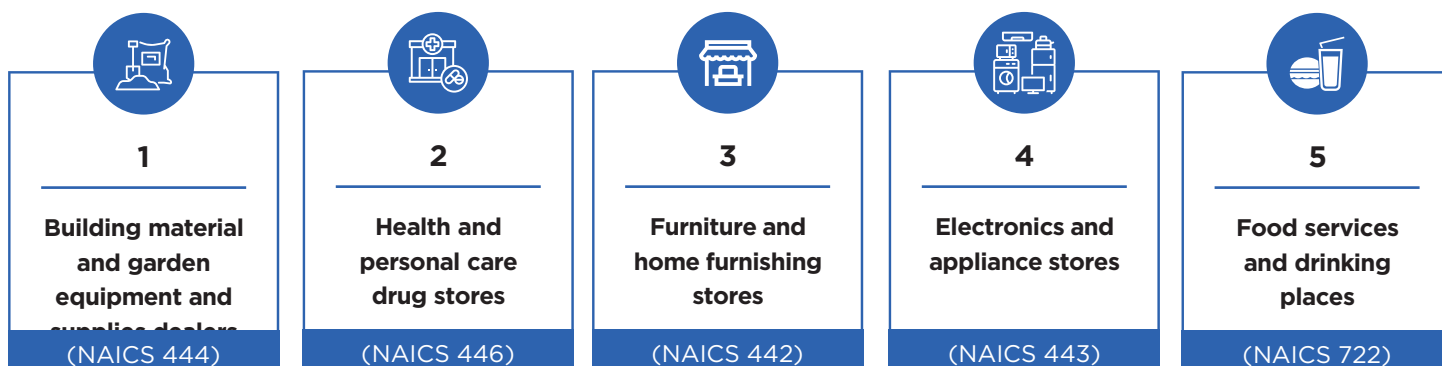 1
Building material
and garden
equipment and
supplies dealers
(NAICS 444)
2
Health and
personal care
drug stores
(NAICS 446)
3
Furniture and
home furnishing
stores
(NAICS 442)
4
Electronics and
appliance stores
(NAICS 443)
5
Food services
and drinking
places
(NAICS 722)